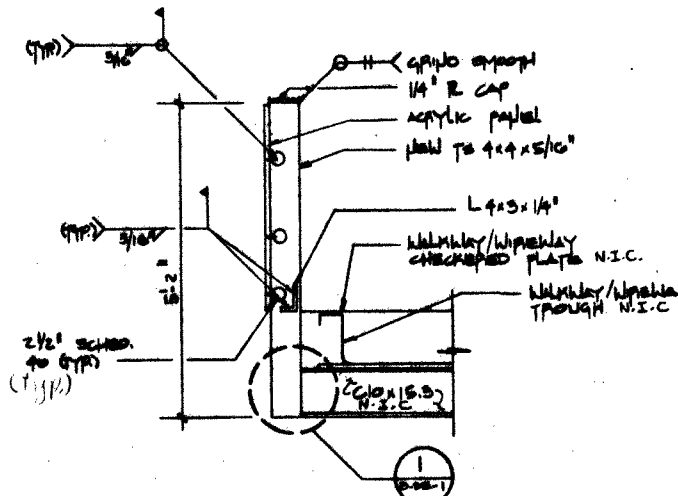 (TYP.)
3/16
GRIND SMOOTH
1/4" PL CAP
ACRYLIC PANEL
NEW TS 4x4x5/16"
L 4x3x1/4"
(TYP.)
3/16
WALKWAY/WIREWAY
CHECKERED PLATE N.I.C.
WALKWAY/WIREWAY
TROUGH N.I.C
2 1/2" SCHED.
40 (TYP.)
(Typ.)
C10x15.3
N.I.C
1